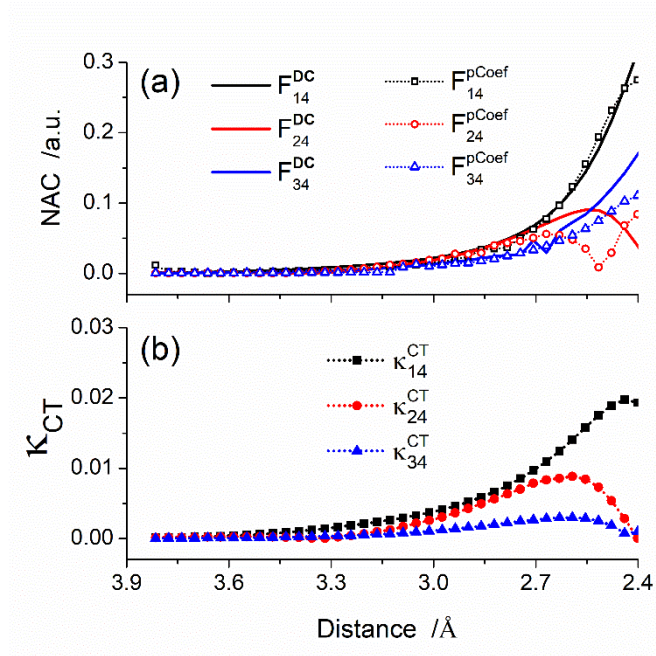 (a)
F₁₄ᴰᶜ F₁₄ᵖᶜᵒᵉᶠ
F₂₄ᴰᶜ F₂₄ᵖᶜᵒᵉᶠ
F₃₄ᴰᶜ F₃₄ᵖᶜᵒᵉᶠ
NAC /a.u.
0.3
0.2
0.1
0.0
(b)
κ₁₄ᶜᵀ
κ₂₄ᶜᵀ
κ₃₄ᶜᵀ
κ_CT
0.03
0.02
0.01
0.00
3.9 3.6 3.3 3.0 2.7 2.4
Distance /Å